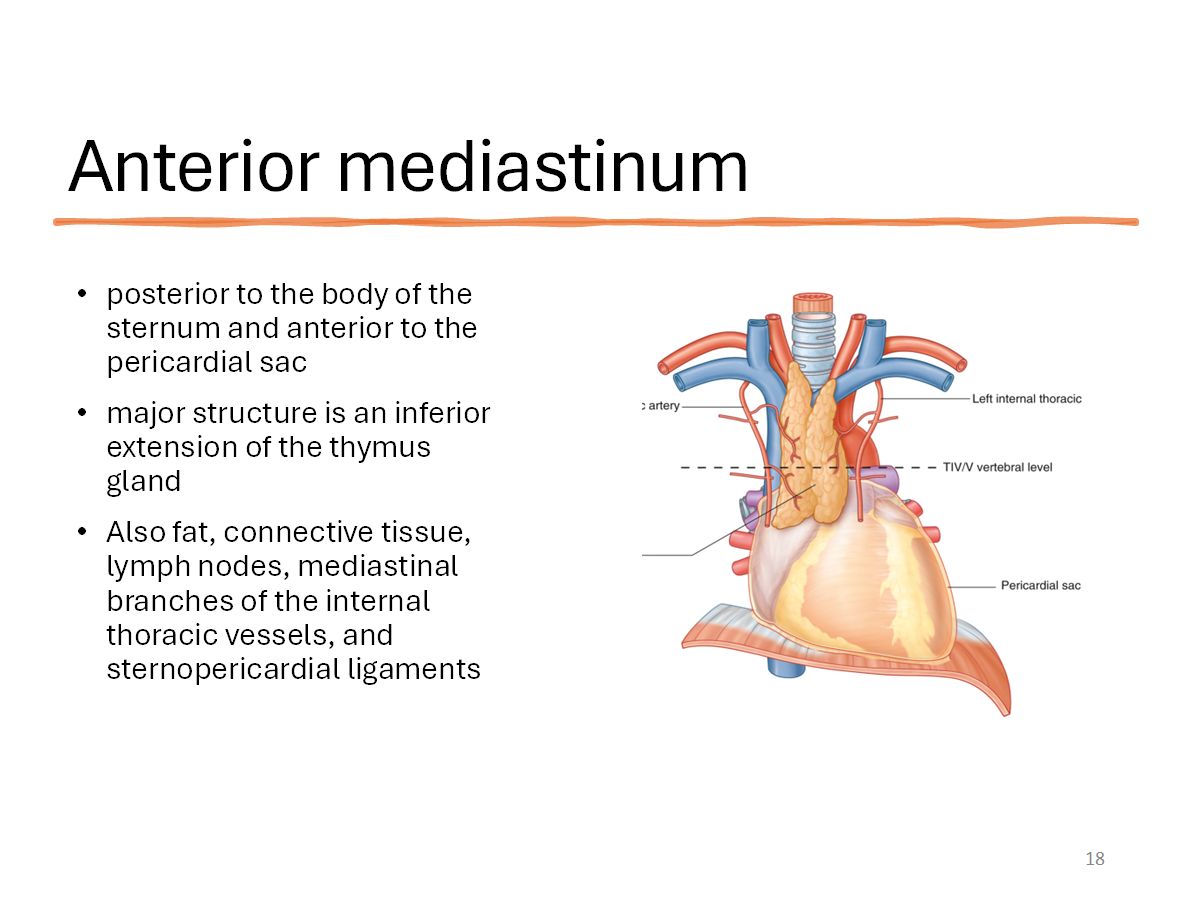 Anterior mediastinum
• posterior to the body of the
sternum and anterior to the
pericardial sac
• major structure is an inferior
extension of the thymus
gland
• Also fat, connective tissue,
lymph nodes, mediastinal
branches of the internal
thoracic vessels, and
sternopericardial ligaments
c artery
Left internal thoracic
TIV/V vertebral level
Pericardial sac
18